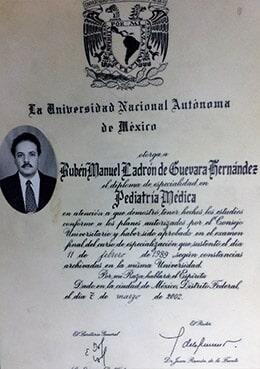 La Universidad Nacional Autónoma
de México
otorga a
Rubén Manuel Ladrón de Guevara Hernández
el diploma de especialidad en
Pediatría Médica
en atención a que demostró tener hechos los estudios
conforme a los planes autorizados por el Consejo
Universitario y haber sido aprobado en el examen
final del curso de especialización que sustentó el día
11 de febrero de 1989 según constancias
archivadas en la misma Universidad.
Por mi Raza hablará el Espíritu
Dado en la ciudad de México, Distrito Federal,
el día 7 de marzo de 2002.
El Secretario General
El Rector
Dr. Juan Ramón de la Fuente